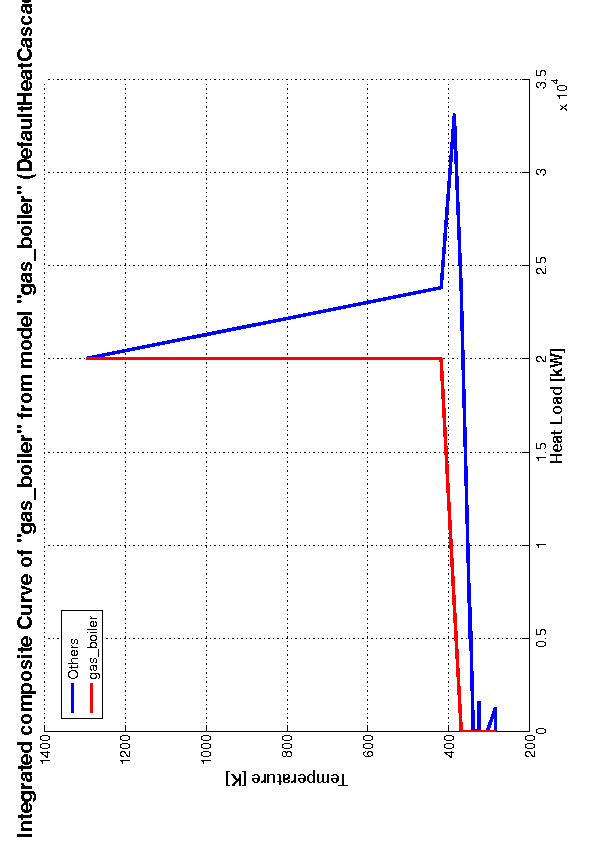 Integrated composite Curve of "gas_boiler" from model "gas_boiler" (DefaultHeatCasca
Others
gas_boiler
Temperature [K]
1400
1200
1000
800
600
400
200
0
0.5
1
1.5
2
2.5
3
3.5
x 10^4
Heat Load [kW]